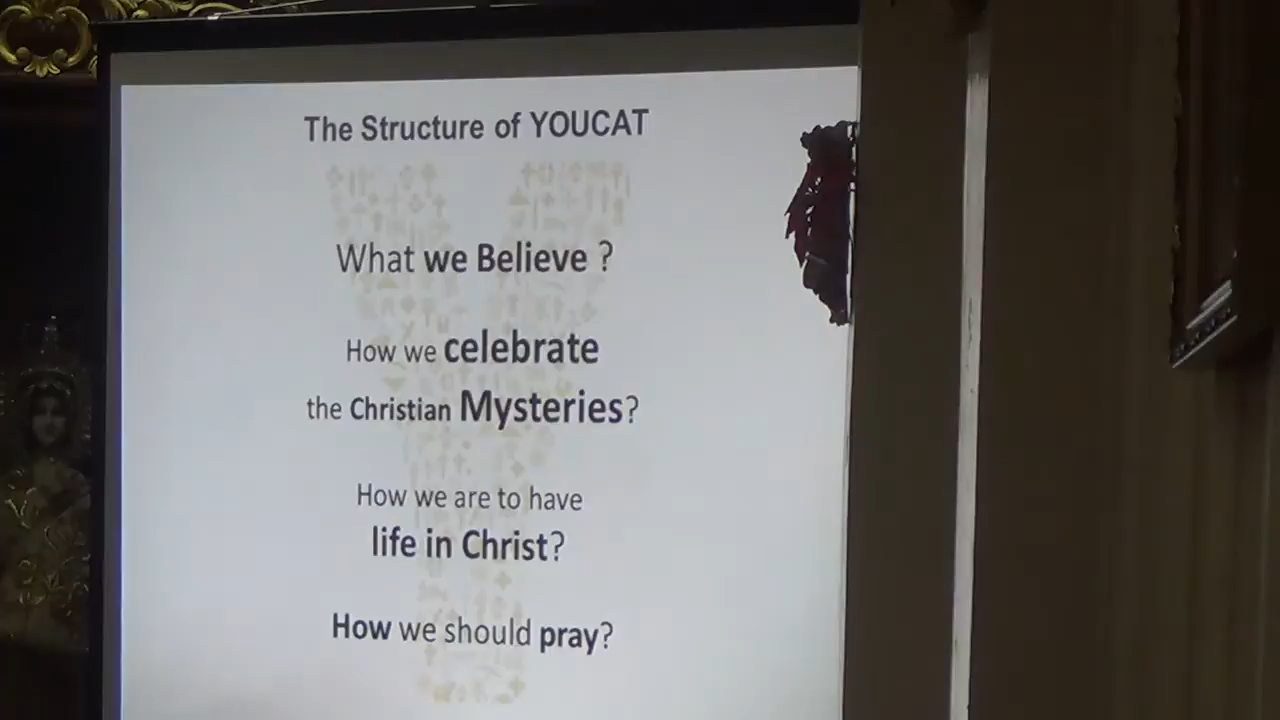 The Structure of YOUCAT
What we Believe ?
How we celebrate
the Christian Mysteries?
How we are to have
life in Christ?
How we should pray?